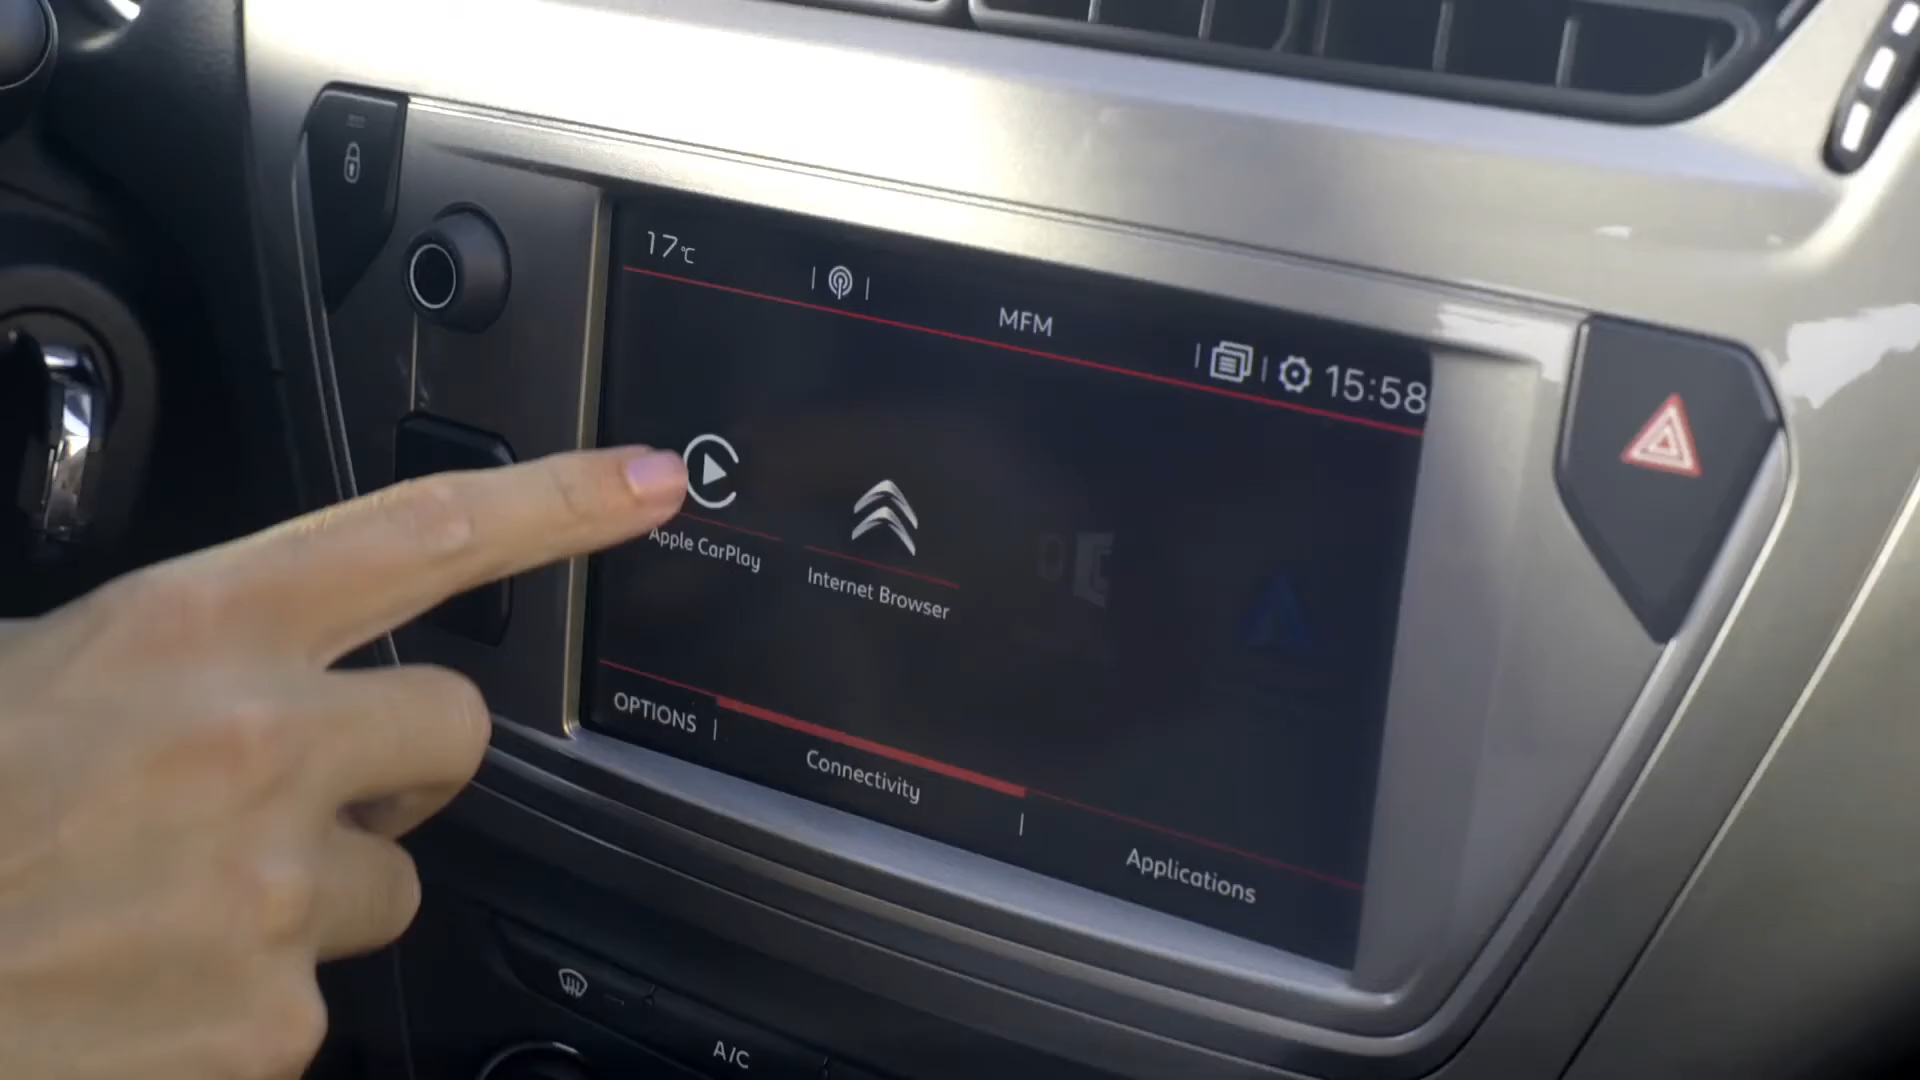 17°C
MFM
15:58
Apple CarPlay
Internet Browser
OPTIONS
Connectivity
Applications
A/C